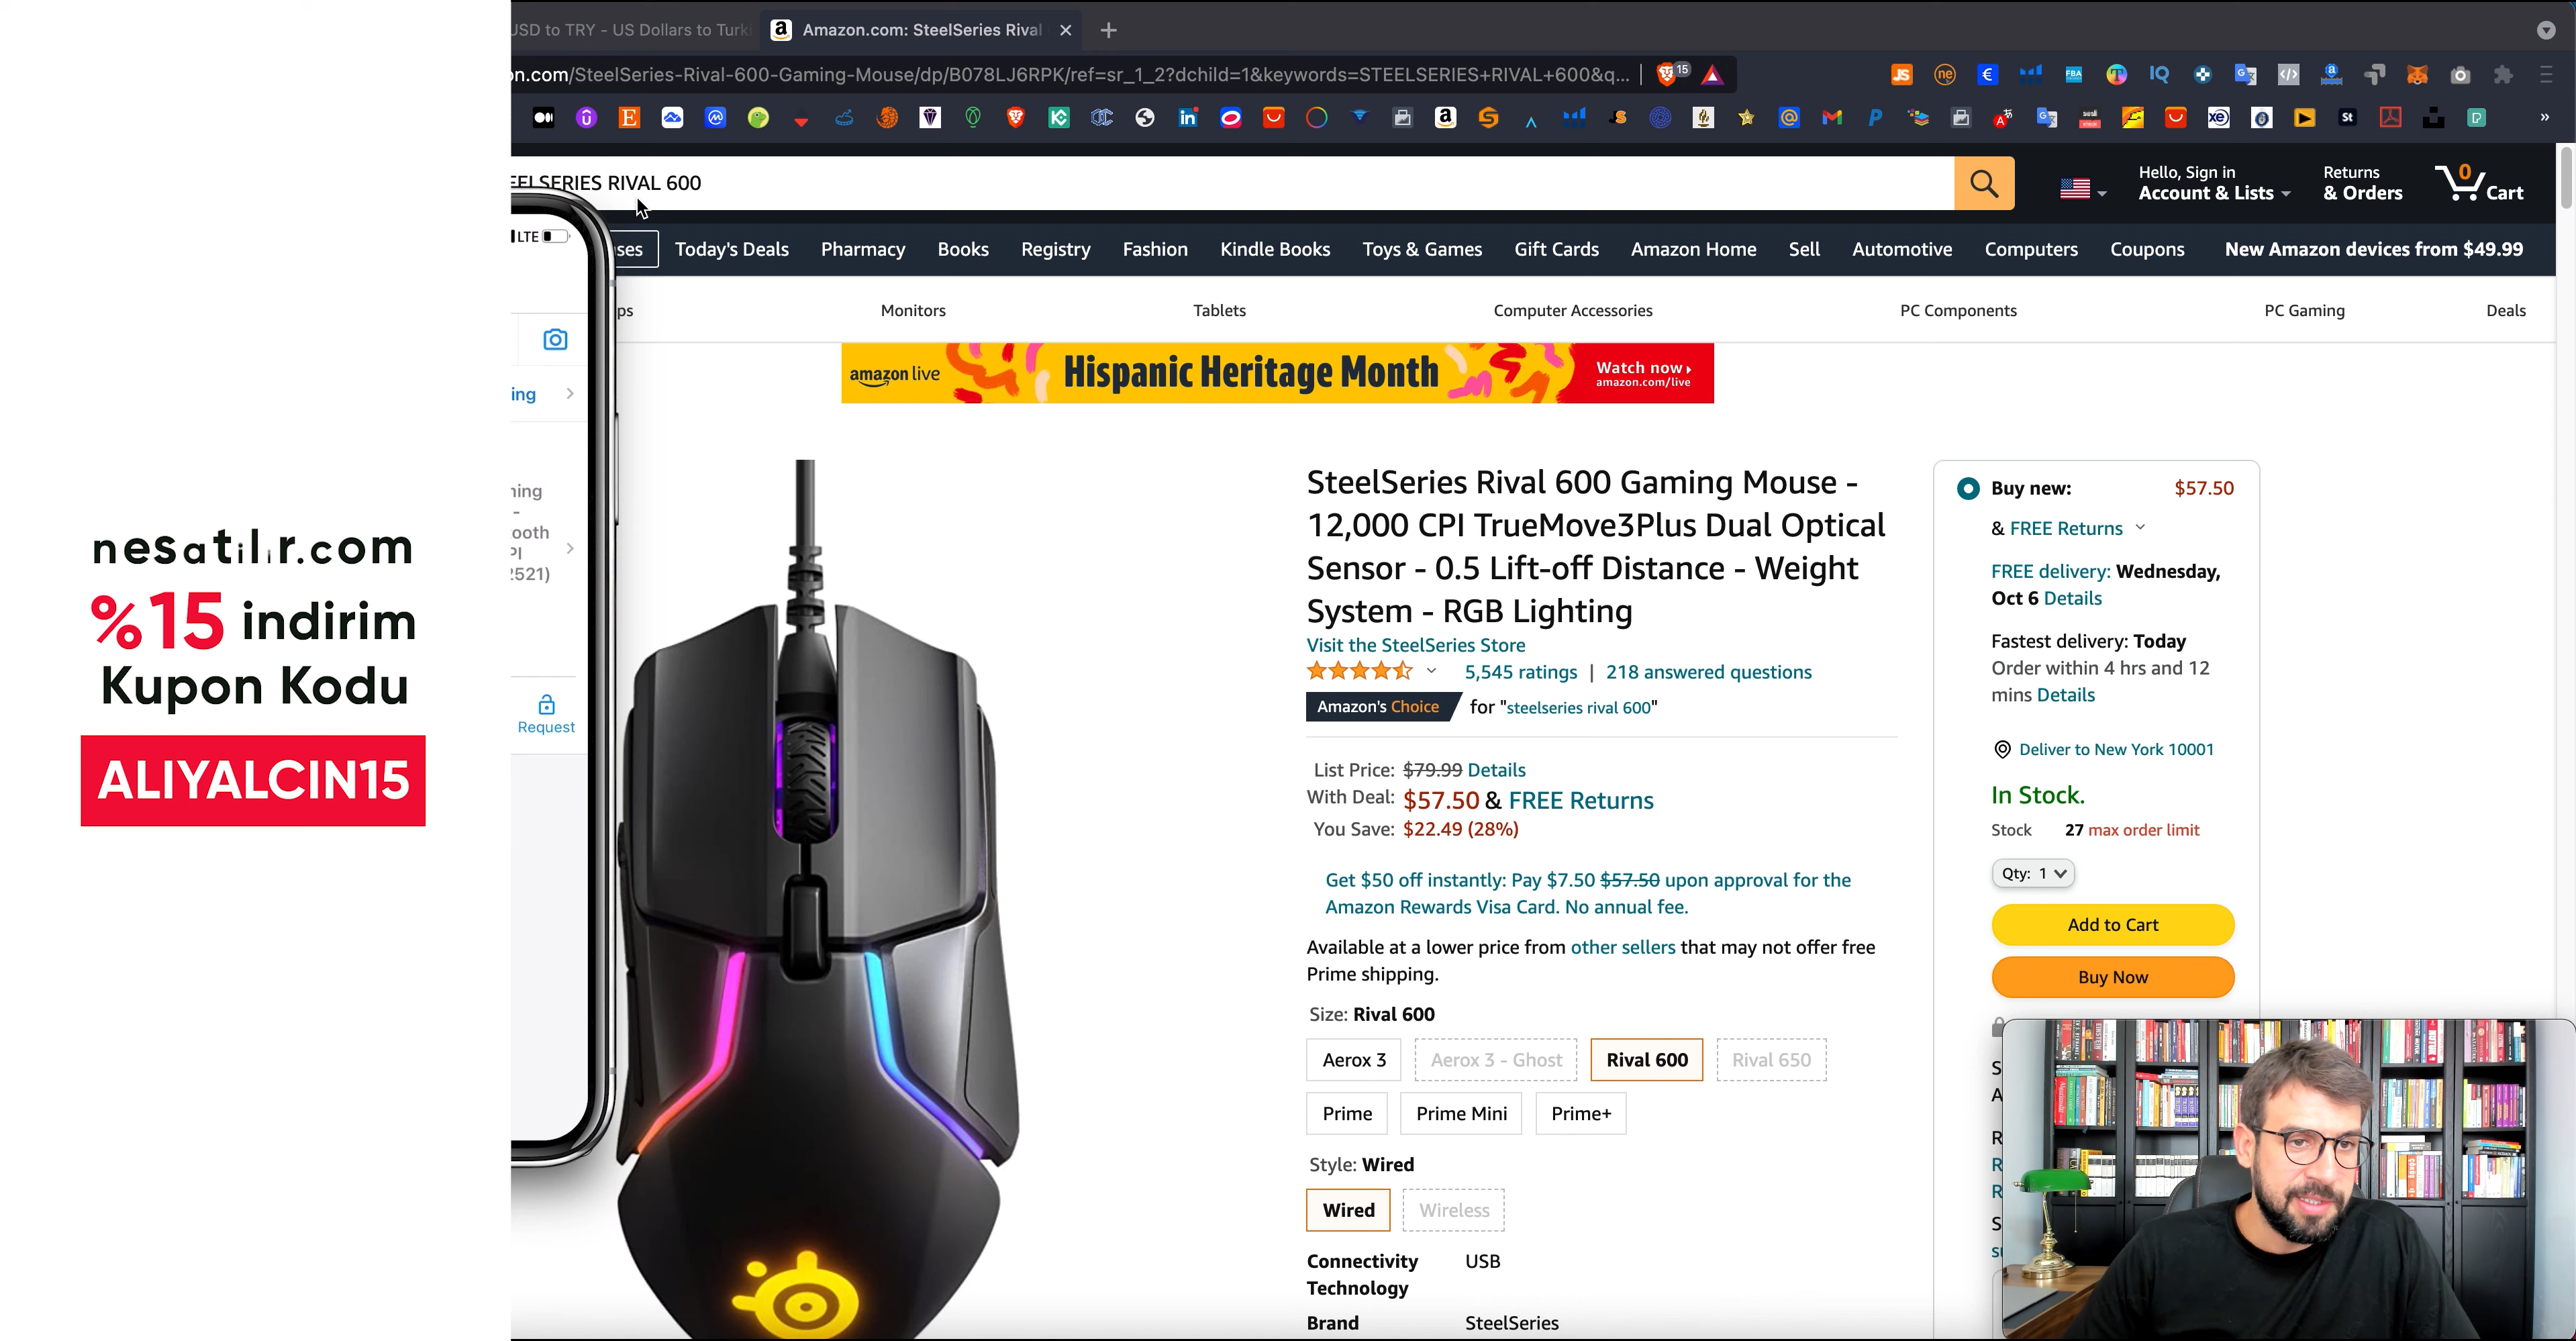 nesatılır.com
%15 indirim
Kupon Kodu
ALIYALCIN15
USD to TRY - US Dollars to Turki
Amazon.com: SteelSeries Rival
on.com/SteelSeries-Rival-600-Gaming-Mouse/dp/B078LJ6RPK/ref=sr_1_2?dchild=1&keywords=STEELSERIES+RIVAL+600&q...
15
EELSERIES RIVAL 600
Hello, Sign in
Account & Lists
Returns
& Orders
0
Cart
LTE
ses
Today's Deals
Pharmacy
Books
Registry
Fashion
Kindle Books
Toys & Games
Gift Cards
Amazon Home
Sell
Automotive
Computers
Coupons
New Amazon devices from $49.99
ps
Monitors
Tablets
Computer Accessories
PC Components
PC Gaming
Deals
amazon live
Hispanic Heritage Month
Watch now
amazon.com/live
ing
ning
-
ooth
PI
2521)
Request
SteelSeries Rival 600 Gaming Mouse -
12,000 CPI TrueMove3Plus Dual Optical
Sensor - 0.5 Lift-off Distance - Weight
System - RGB Lighting
Visit the SteelSeries Store
5,545 ratings | 218 answered questions
Amazon's Choice for "steelseries rival 600"
List Price: $79.99 Details
With Deal: $57.50 & FREE Returns
You Save: $22.49 (28%)
Get $50 off instantly: Pay $7.50 $57.50 upon approval for the
Amazon Rewards Visa Card. No annual fee.
Available at a lower price from other sellers that may not offer free
Prime shipping.
Size: Rival 600
Aerox 3
Aerox 3 - Ghost
Rival 600
Rival 650
Prime
Prime Mini
Prime+
Style: Wired
Wired
Wireless
Connectivity
Technology
USB
Brand
SteelSeries
Buy new: $57.50
& FREE Returns
FREE delivery: Wednesday,
Oct 6 Details
Fastest delivery: Today
Order within 4 hrs and 12
mins Details
Deliver to New York 10001
In Stock.
Stock 27 max order limit
Qty: 1
Add to Cart
Buy Now
S
A
R
R
R
S